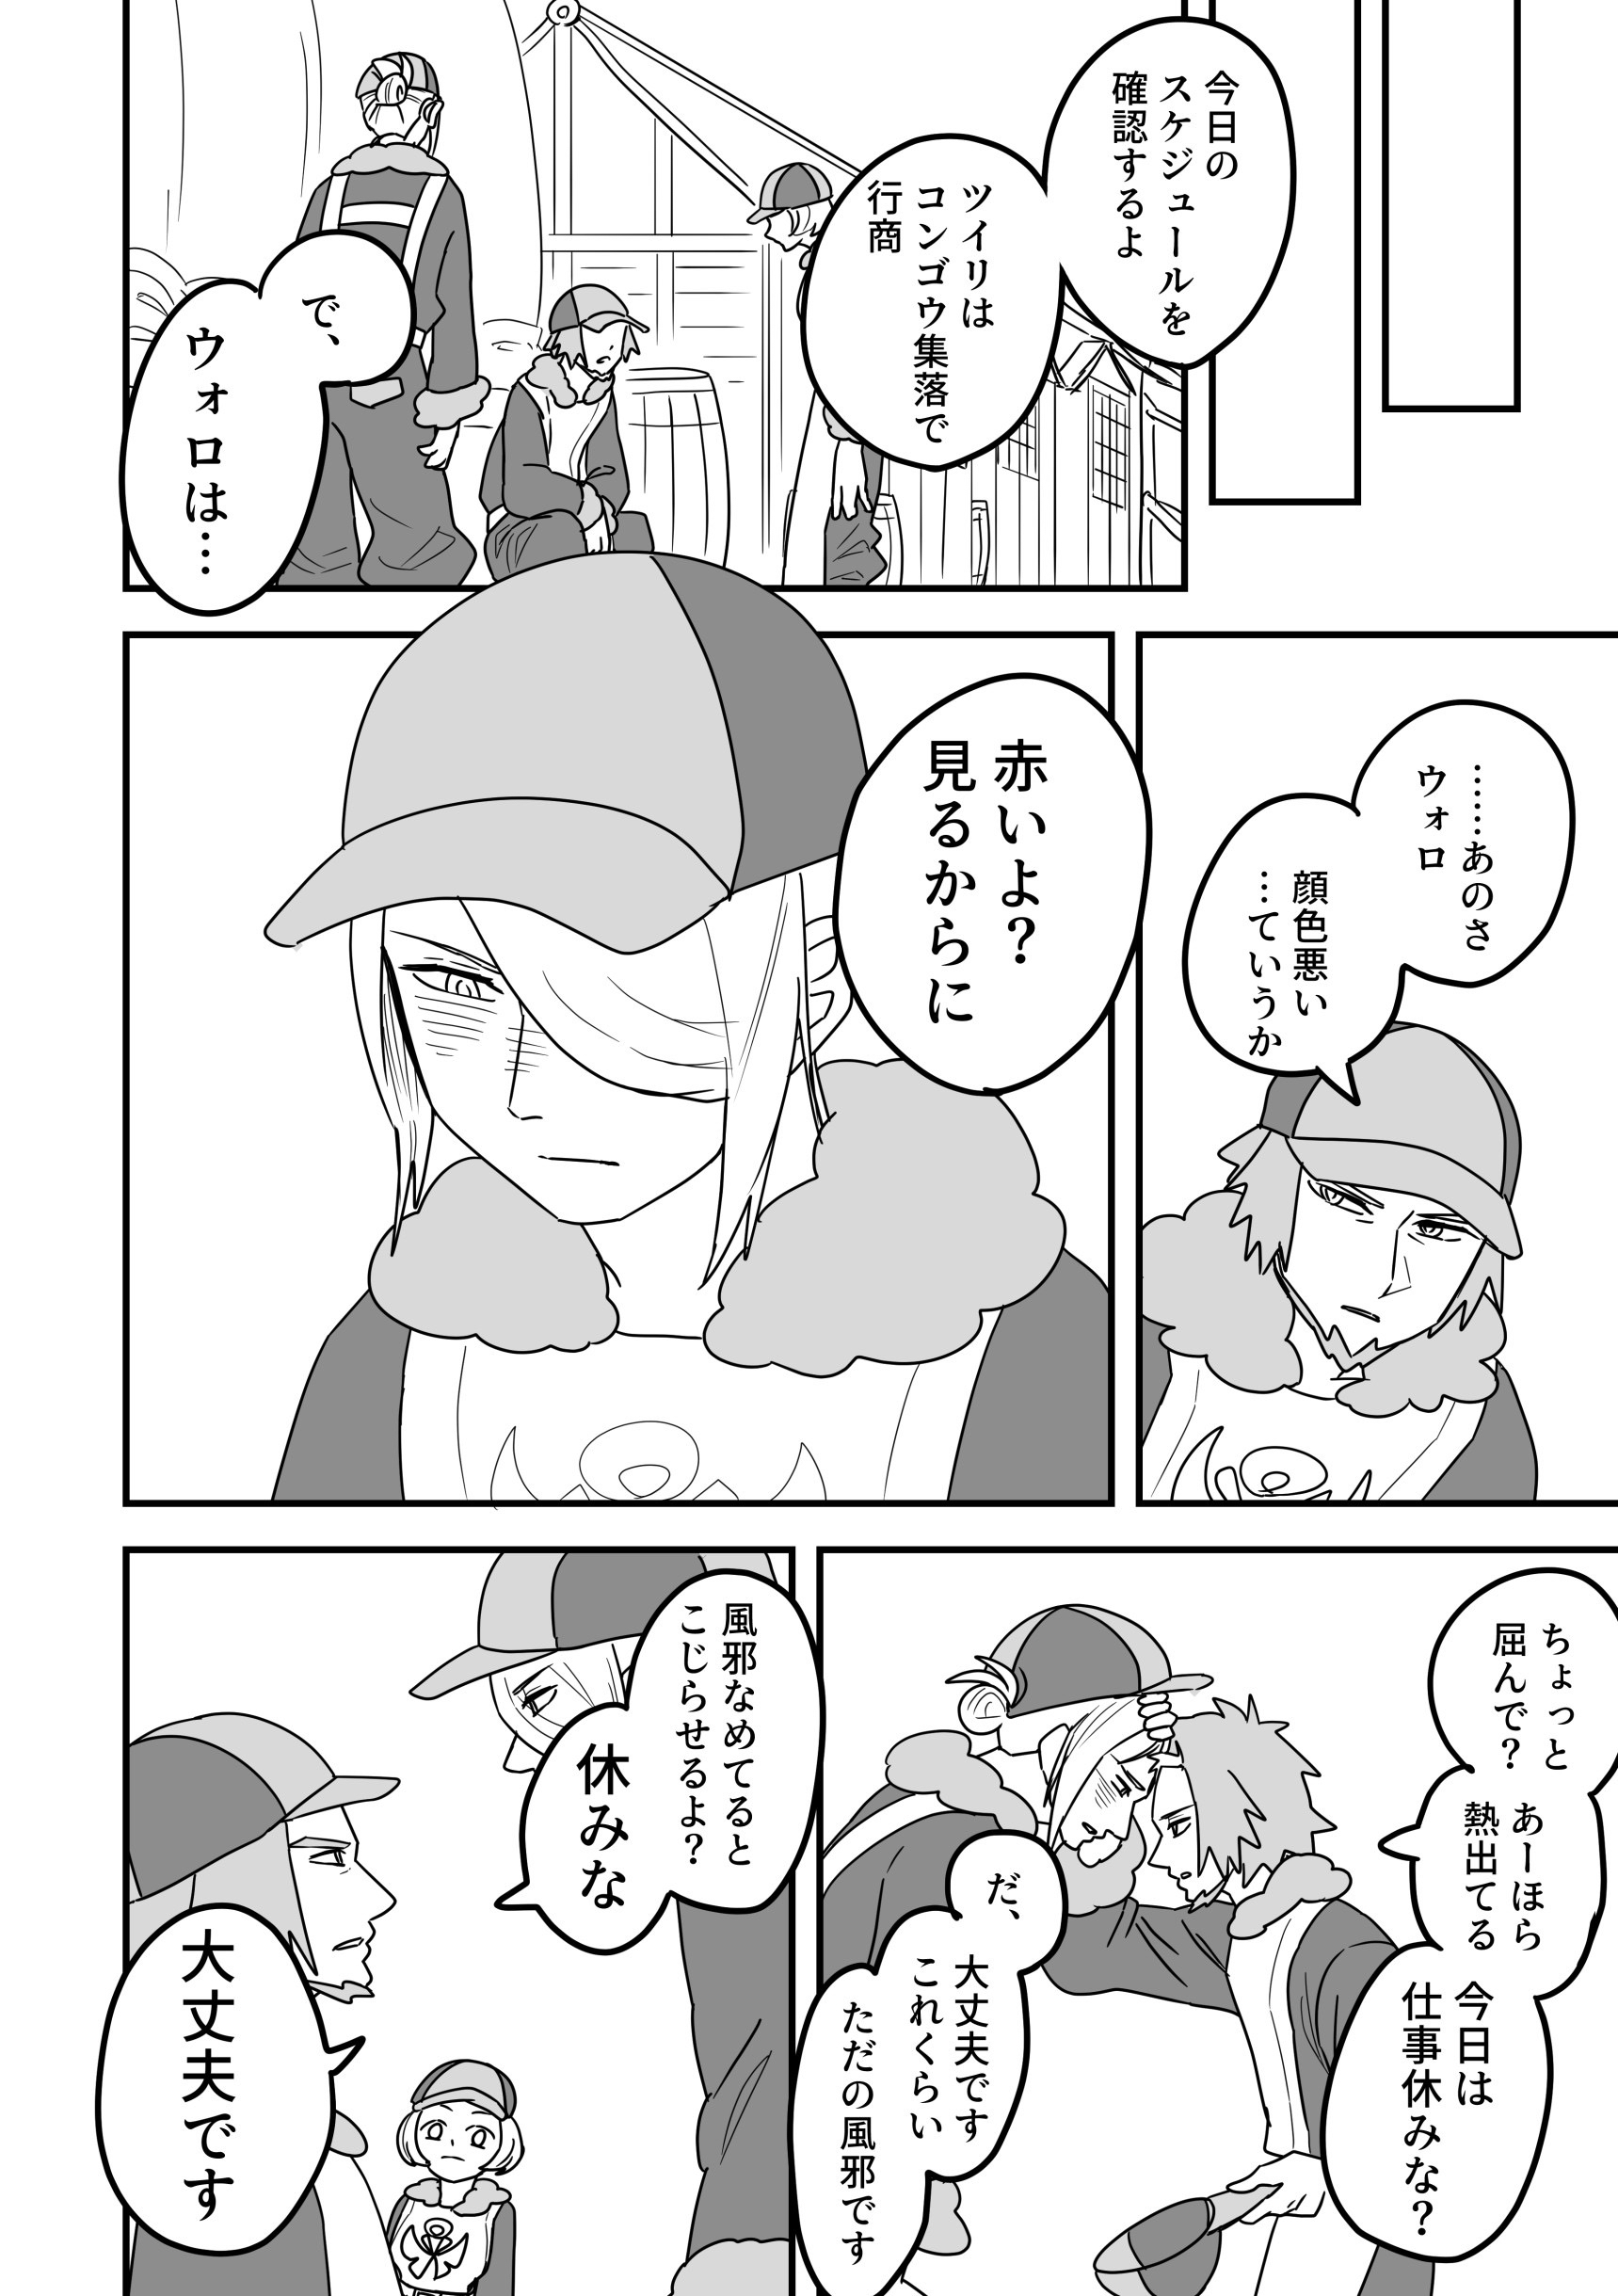 今日の
スケジュールを
確認するよ
ツイリは
コンゴウ集落で
行商
で、
ウォロは…
……あのさ
ウォロ
顔色悪い
…ていうか
赤いよ?
見るからに
ちょっと
屈んで?
あーほら
熱出てる
今日は
仕事休みな?
だ、
大丈夫です
これくらい
ただの風邪です
風邪なめてると
こじらせるよ?
休みな
大丈夫です